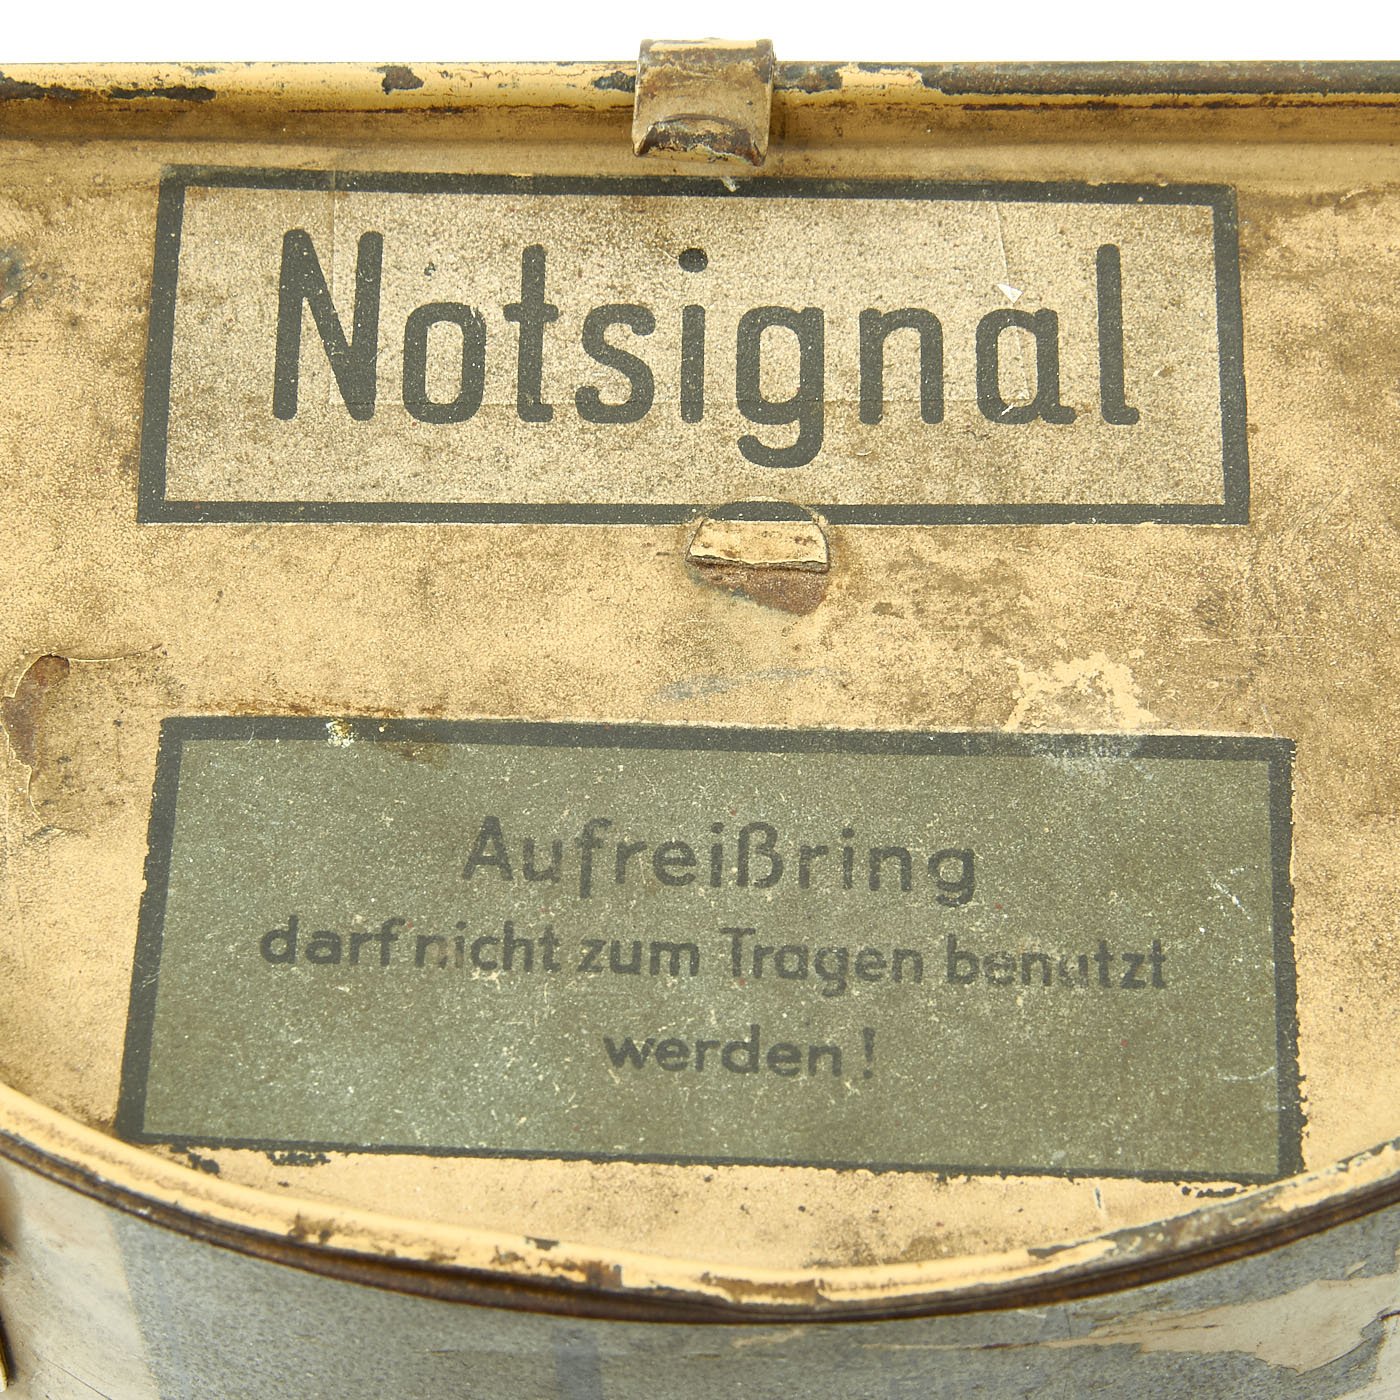 Notsignal
Aufreißring
darf nicht zum Tragen benutzt
werden!